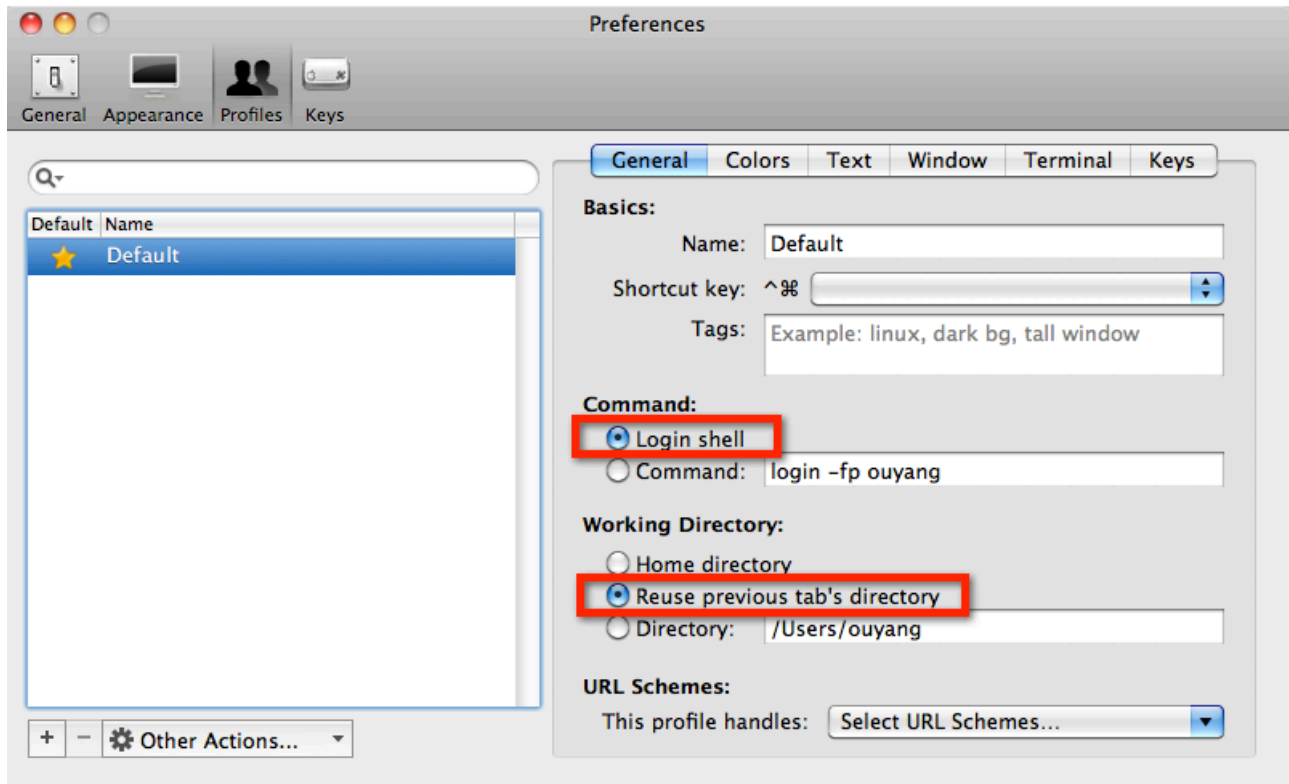 Preferences
General Appearance Profiles Keys
Default Name
Default
+ − Other Actions...
General Colors Text Window Terminal Keys
Basics:
Name: Default
Shortcut key: ^⌘
Tags: Example: linux, dark bg, tall window
Command:
Login shell
Command: login -fp ouyang
Working Directory:
Home directory
Reuse previous tab's directory
Directory: /Users/ouyang
URL Schemes:
This profile handles: Select URL Schemes...